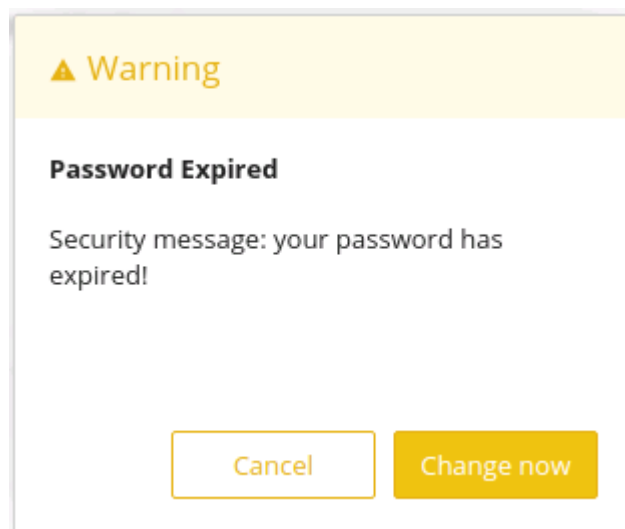 Warning
Password Expired
Security message: your password has
expired!
Cancel
Change now